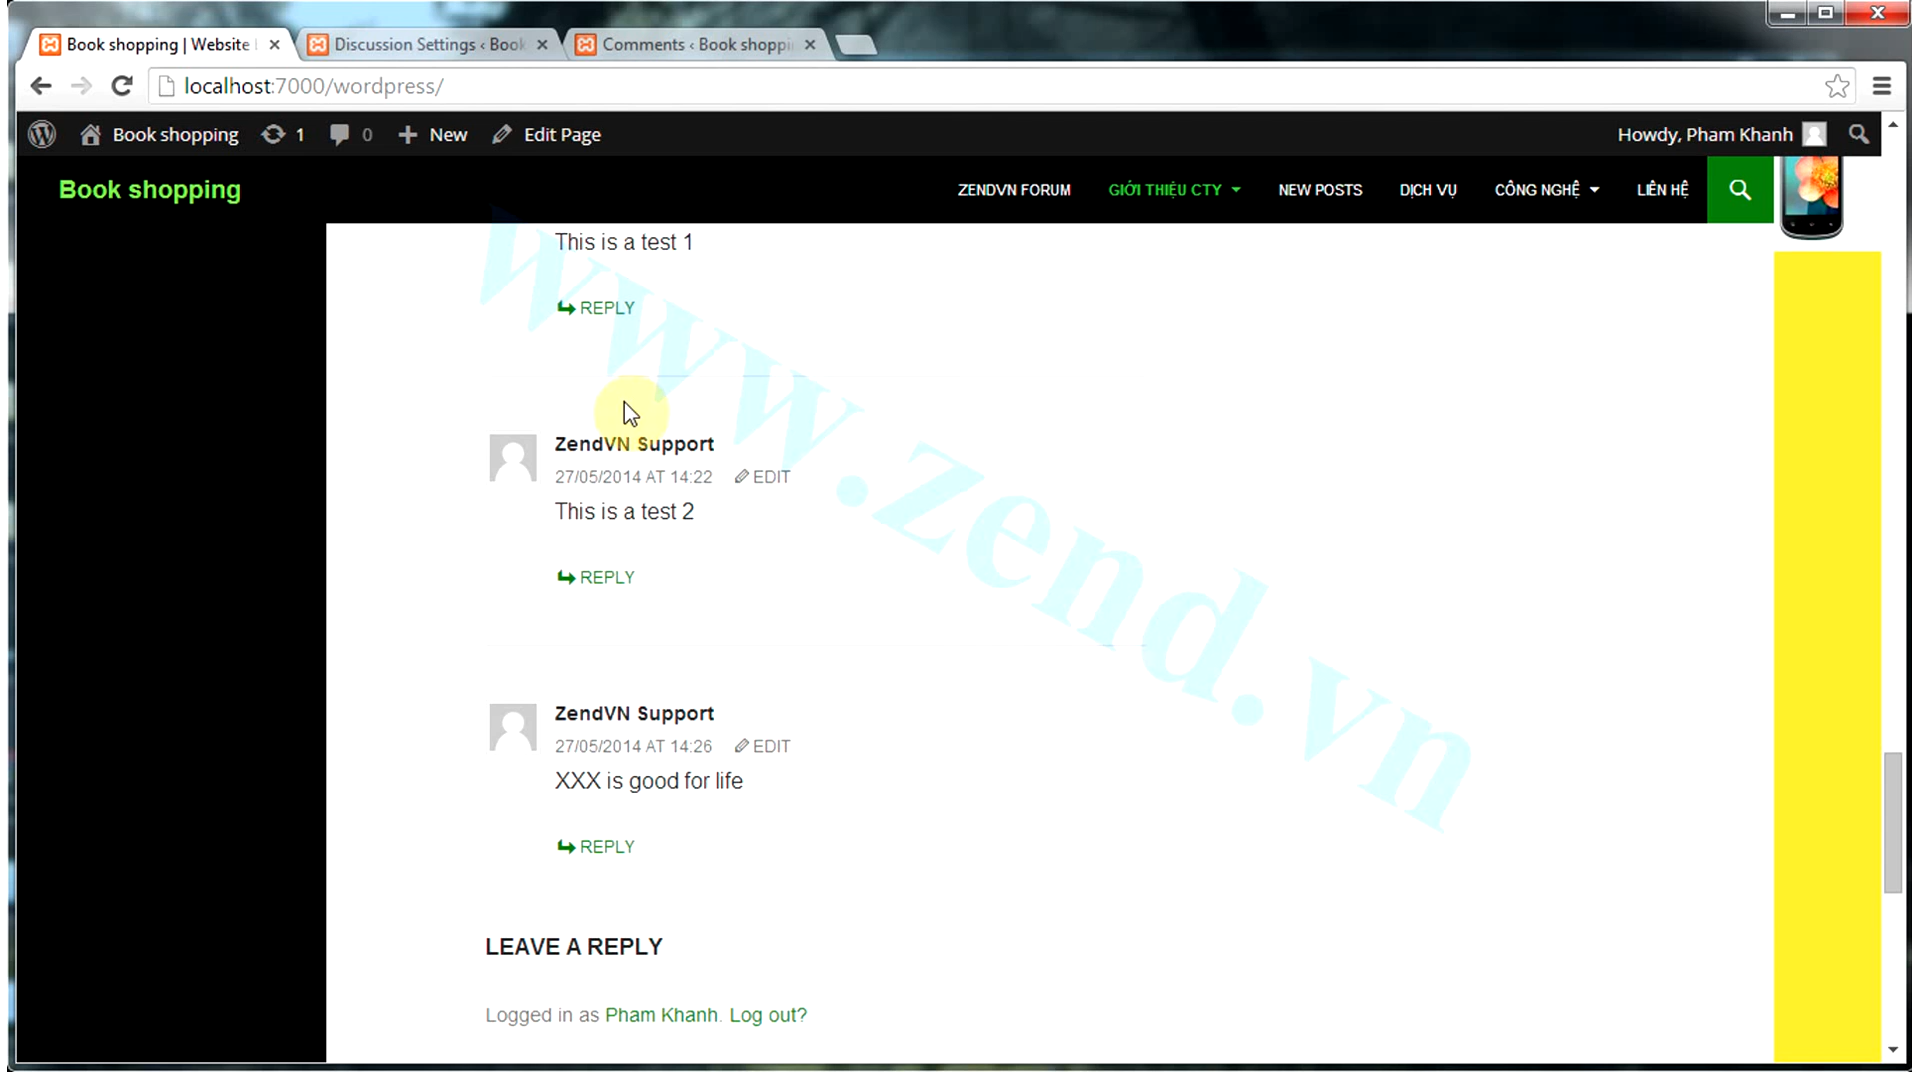 Book shopping | Website
Discussion Settings ‹ Book
Comments ‹ Book shoppi
localhost:7000/wordpress/
Book shopping
1
0
New
Edit Page
Howdy, Pham Khanh
Book shopping
ZENDVN FORUM
GIỚI THIỆU CTY
NEW POSTS
DỊCH VỤ
CÔNG NGHỆ
LIÊN HỆ
This is a test 1
REPLY
ZendVN Support
27/05/2014 AT 14:22
EDIT
This is a test 2
REPLY
ZendVN Support
27/05/2014 AT 14:26
EDIT
XXX is good for life
REPLY
LEAVE A REPLY
Logged in as Pham Khanh. Log out?
www.zend.vn